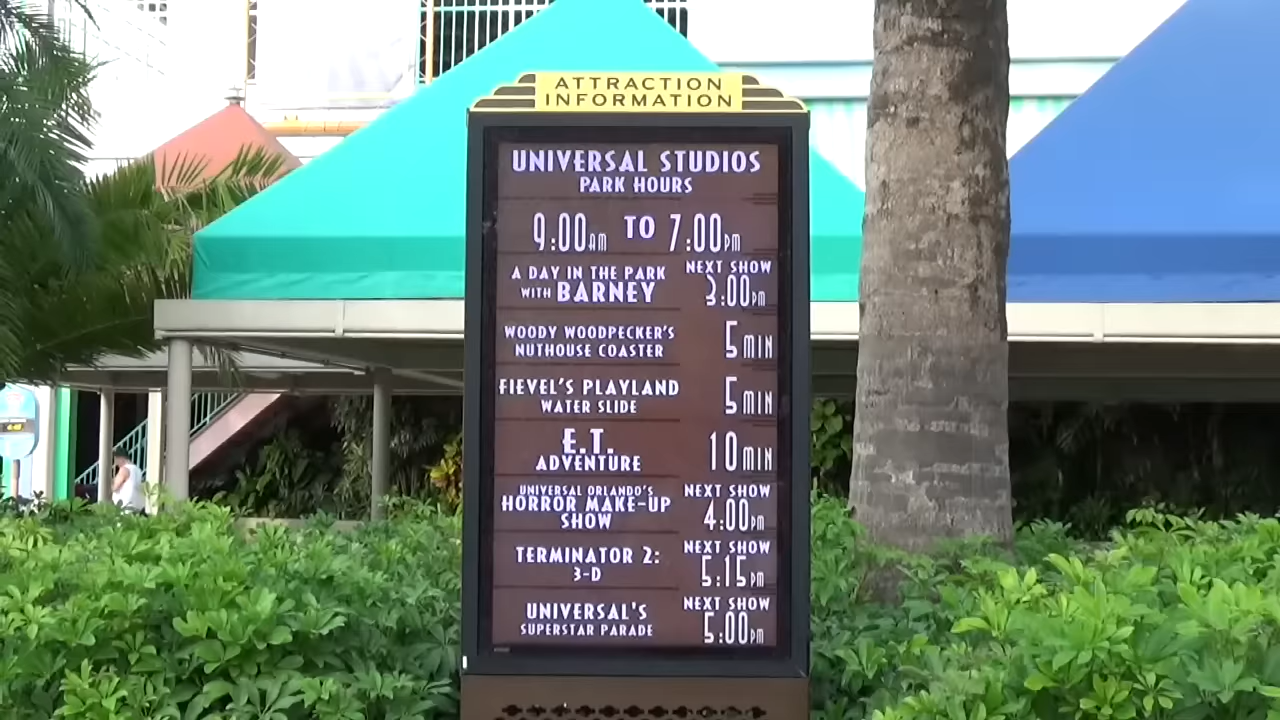 ATTRACTION
INFORMATION
UNIVERSAL STUDIOS
PARK HOURS
9:00AM TO 7:00PM
A DAY IN THE PARK
WITH BARNEY
NEXT SHOW
3:00PM
WOODY WOODPECKER'S
NUTHOUSE COASTER
5 MIN
FIEVEL'S PLAYLAND
WATER SLIDE
5 MIN
E.T.
ADVENTURE
10 MIN
UNIVERSAL ORLANDO'S
HORROR MAKE-UP
SHOW
NEXT SHOW
4:00PM
TERMINATOR 2:
3-D
NEXT SHOW
5:15PM
UNIVERSAL'S
SUPERSTAR PARADE
NEXT SHOW
5:00PM